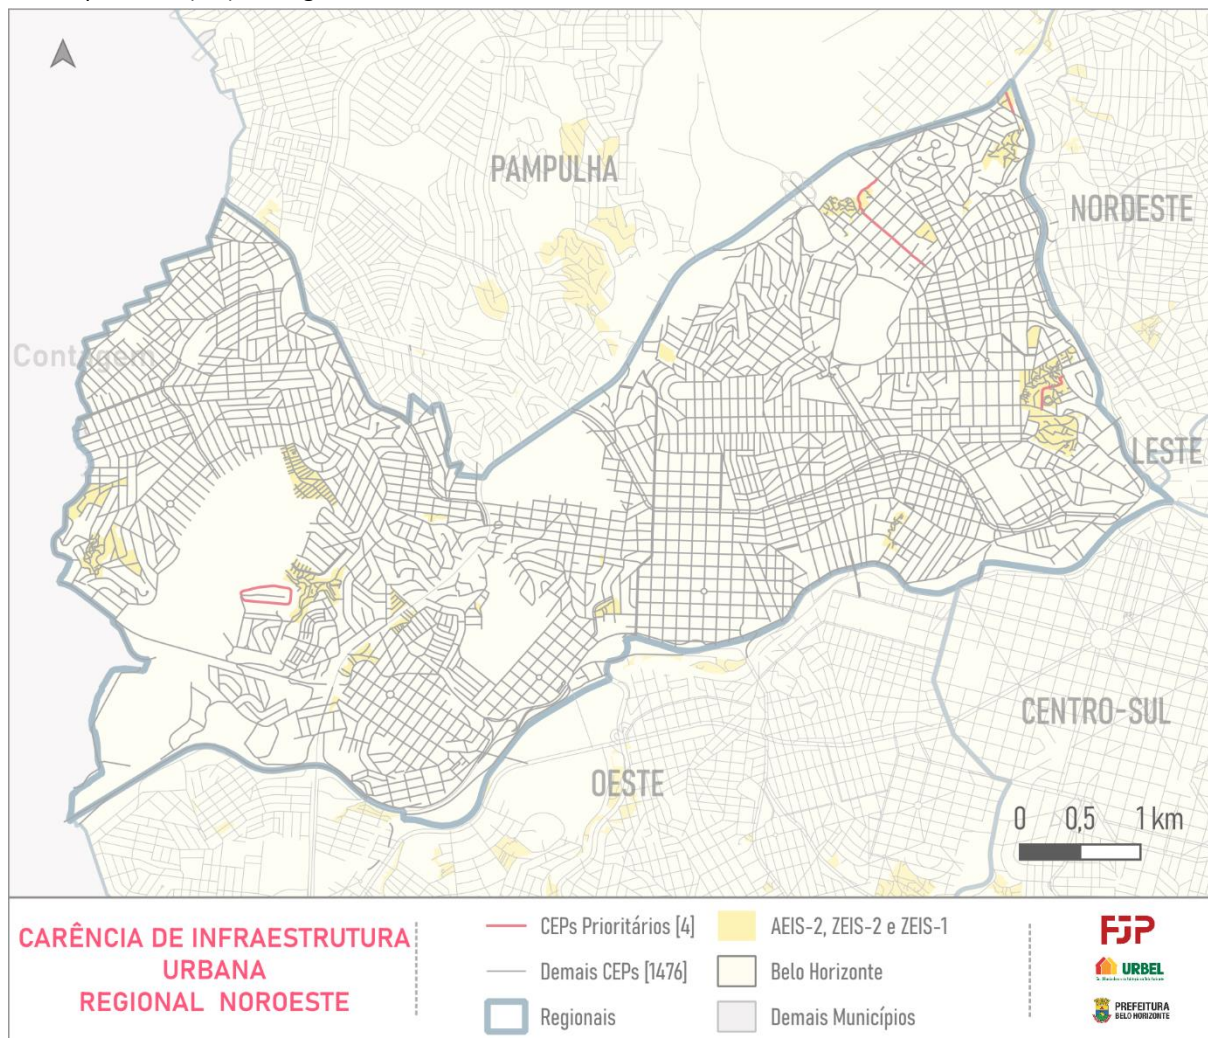 PAMPULHA
NORDESTE
Contagem
LESTE
CENTRO-SUL
OESTE
0 0,5 1 km
CARÊNCIA DE INFRAESTRUTURA
URBANA
REGIONAL NOROESTE
CEPs Prioritários [4]
Demais CEPs [1476]
Regionais
AEIS-2, ZEIS-2 e ZEIS-1
Belo Horizonte
Demais Municípios
FJP
URBEL
PREFEITURA
BELO HORIZONTE